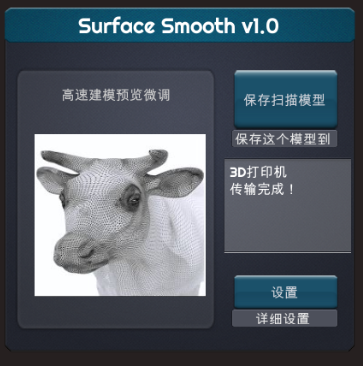 Surface Smooth v1.0
高速建模预览微调
保存扫描模型
保存这个模型到
3D打印机
传输完成！
设置
详细设置